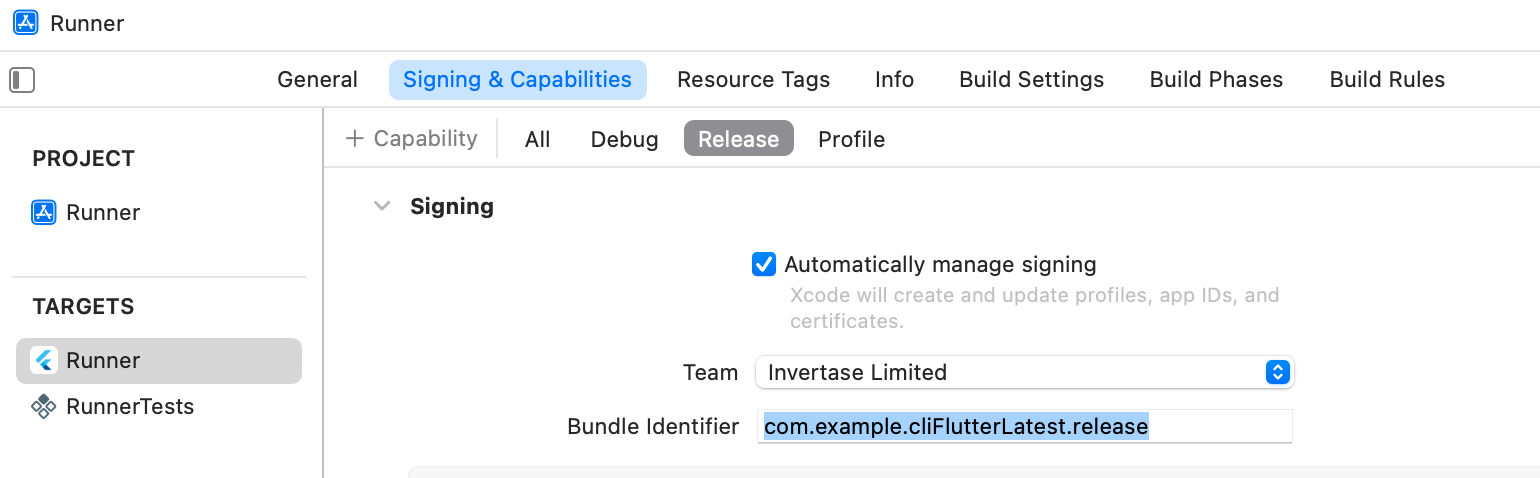 Runner
General Signing & Capabilities Resource Tags Info Build Settings Build Phases Build Rules
+ Capability All Debug Release Profile
PROJECT
Runner
TARGETS
Runner
RunnerTests
Signing
Automatically manage signing
Xcode will create and update profiles, app IDs, and
certificates.
Team Invertase Limited
Bundle Identifier com.example.cliFlutterLatest.release